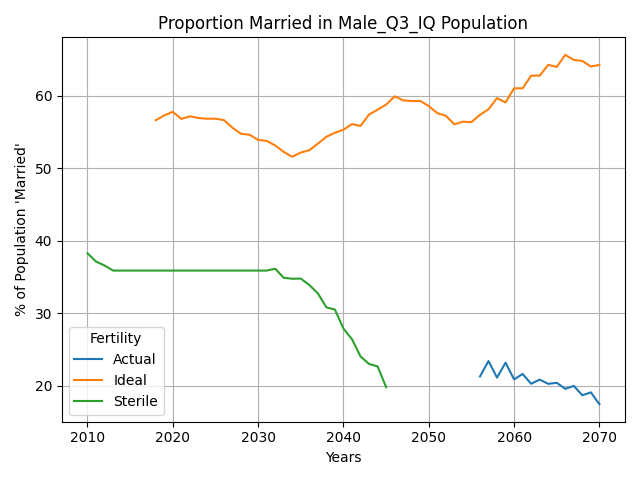 Proportion Married in Male_Q3_IQ Population
% of Population 'Married'
60
50
40
30
20
Fertility
Actual
Ideal
Sterile
2010 2020 2030 2040 2050 2060 2070
Years